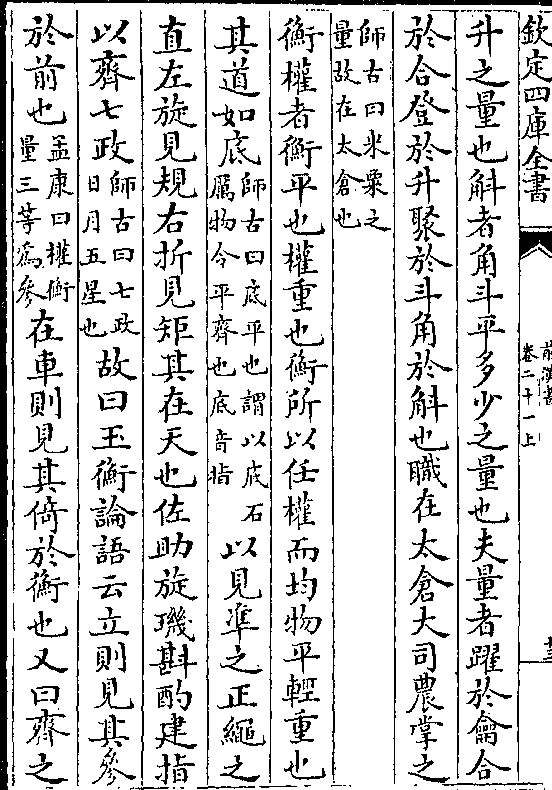 欽定四庫全書
前漢書
卷二十一上
升之量也斛者角斗平多少之量也夫量者躍於龠合
於合登於升聚於斗角於斛也職在太倉大司農掌之
師古曰米粟之
量故在太倉也
衡權者衡平也權重也衡所以任權而均物平輕重也
其道如底師古曰底平也謂以底石
厲物令平齊也底音指以見準之正繩之
直左旋見規右折見矩其在天也佐助旋璣斟酌建指
以齊七政師古曰七政
日月五星也故曰玉衡論語云立則見其參
於前也孟康曰權衡
量三等爲參在車則見其倚於衡也又曰齊之